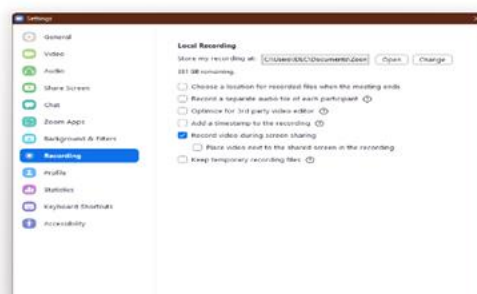 Settings
General
Video
Audio
Share Screen
Chat
Zoom Apps
Background & Filters
Recording
Profile
Statistics
Keyboard Shortcuts
Accessibility
Local Recording
Store my recording at: Open Change
351 GB remaining.
Choose a location for recorded files when the meeting ends
Record a separate audio file of each participant
Optimize for 3rd party video editor
Add a timestamp to the recording
Record video during screen sharing
Place video next to the shared screen in the recording
Keep temporary recording files